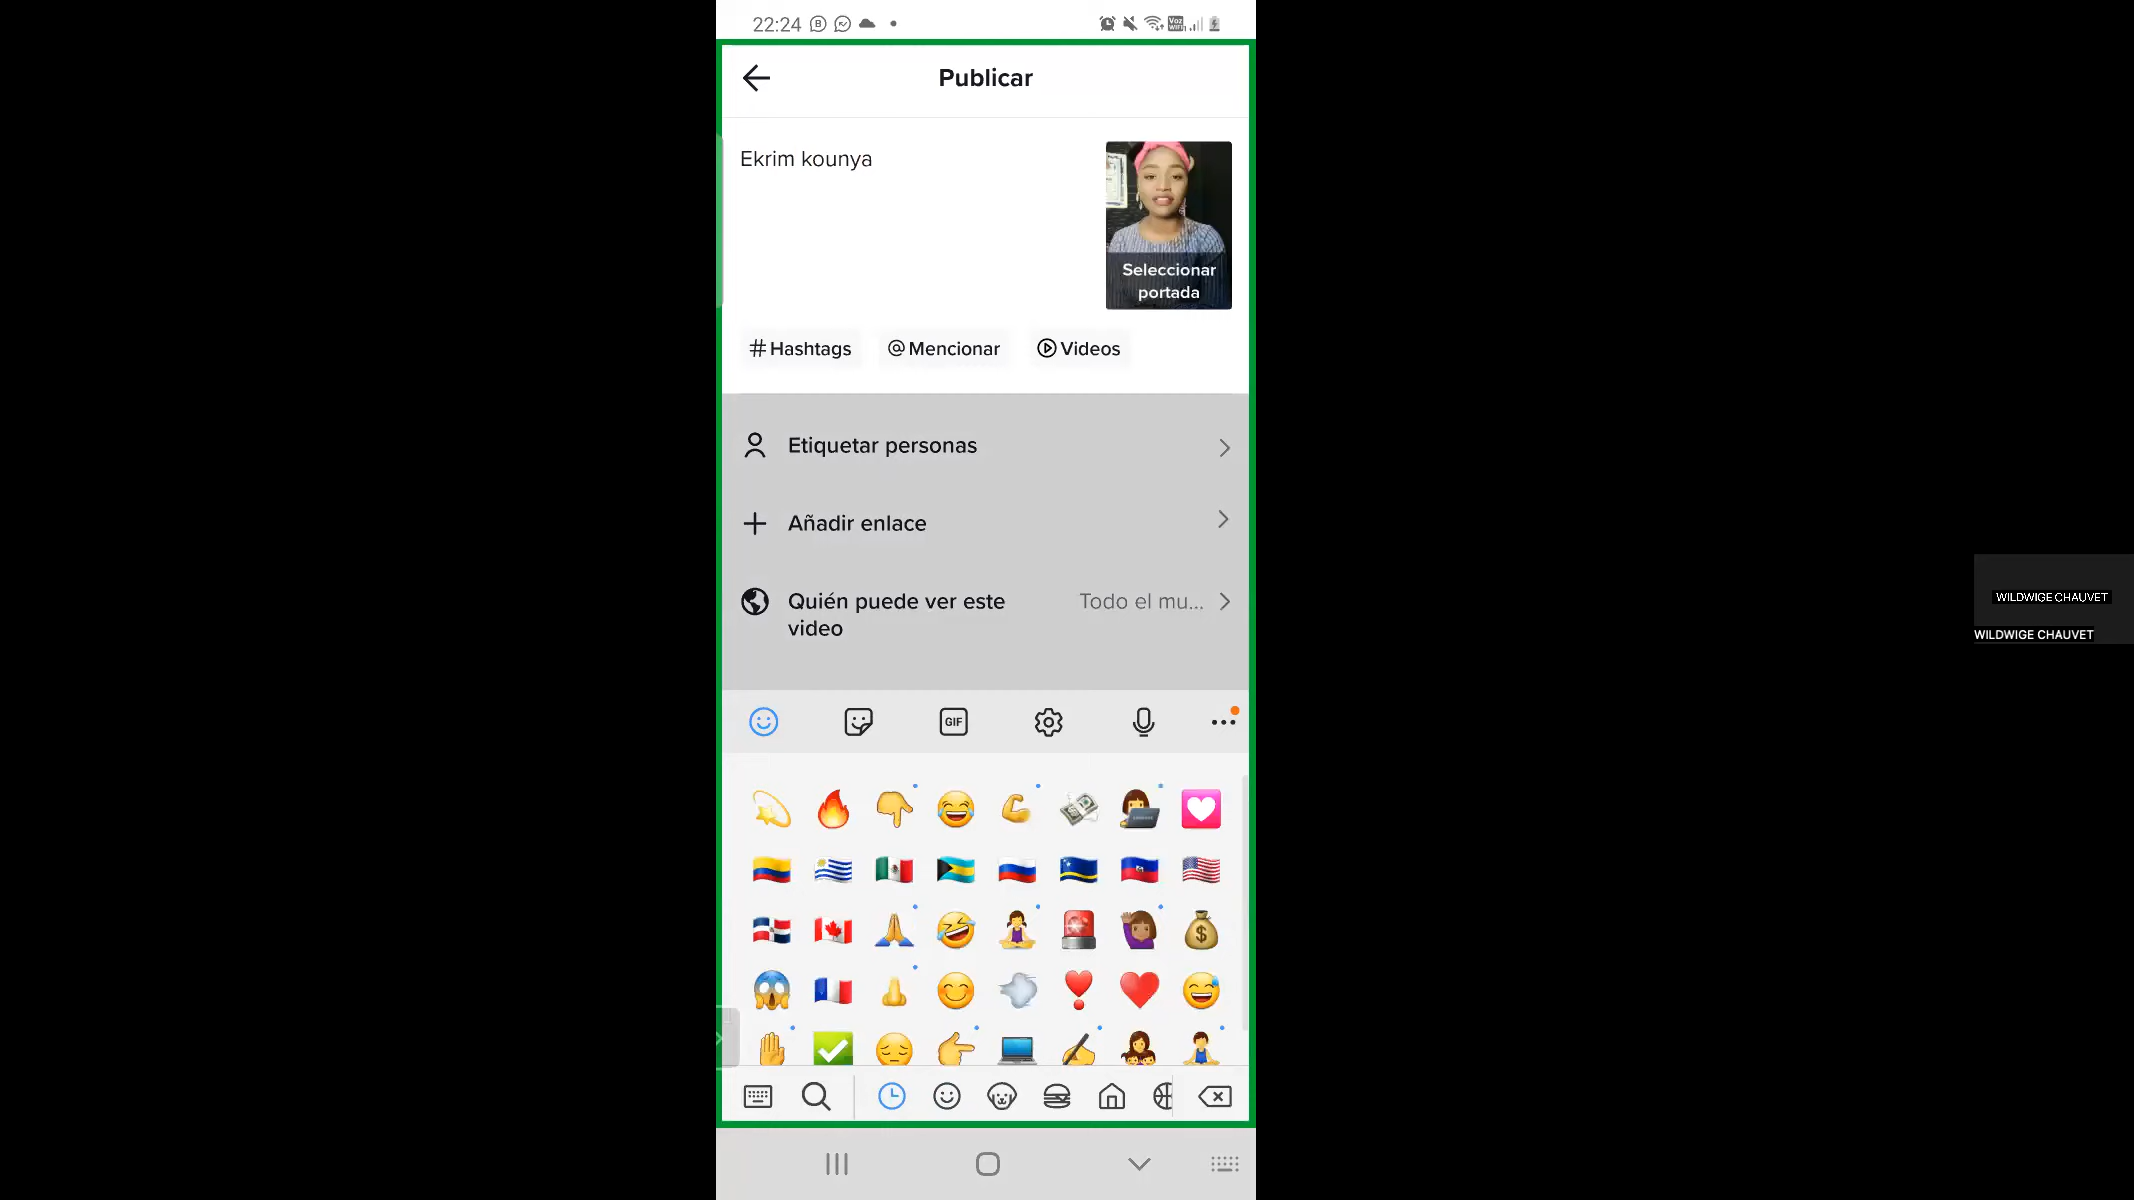 22:24
Publicar
Ekrim kounya
Seleccionar
portada
#Hashtags
@Mencionar
Videos
Etiquetar personas
Añadir enlace
Quién puede ver este
video
Todo el mu...
GIF
WILDWIGE CHAUVET
WILDWIGE CHAUVET